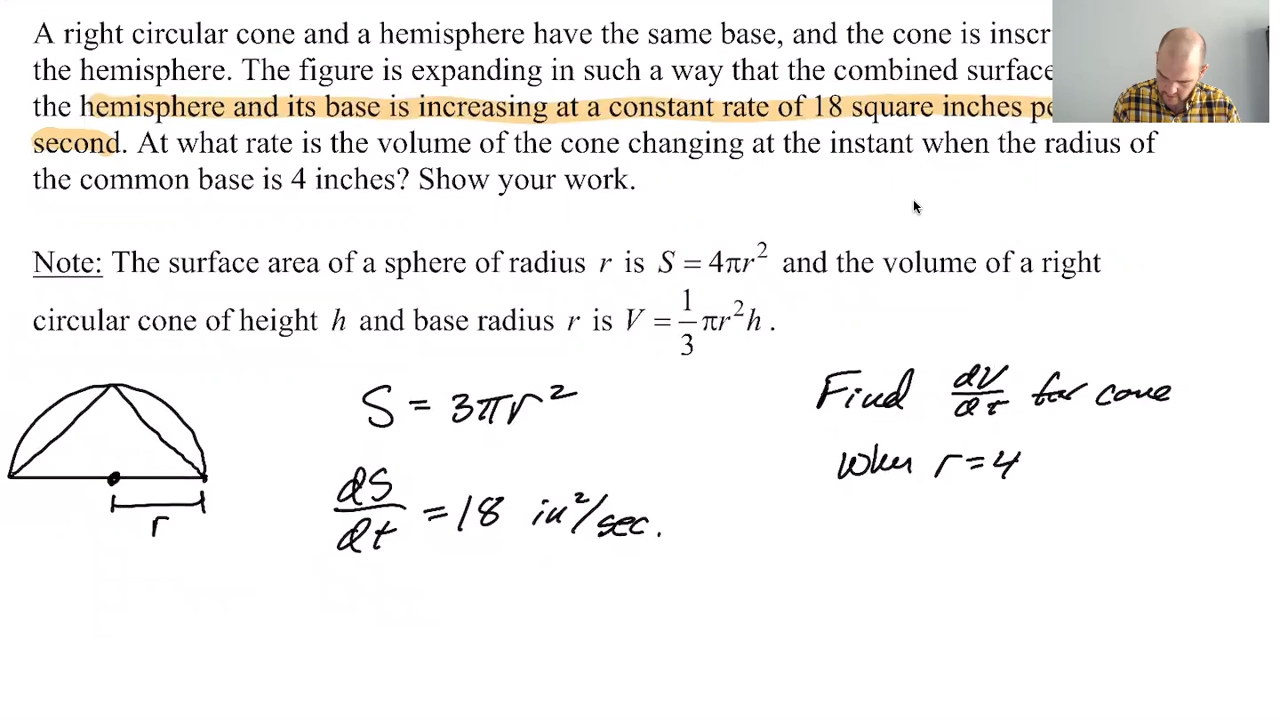 A right circular cone and a hemisphere have the same base, and the cone is inscr
the hemisphere. The figure is expanding in such a way that the combined surface
the hemisphere and its base is increasing at a constant rate of 18 square inches pe
second. At what rate is the volume of the cone changing at the instant when the radius of
the common base is 4 inches? Show your work.
Note: The surface area of a sphere of radius r is S = 4πr² and the volume of a right
circular cone of height h and base radius r is V = 1/3 πr²h .
S = 3πr²
Find dV/dt for cone
when r=4
dS/dt = 18 in²/sec.
r